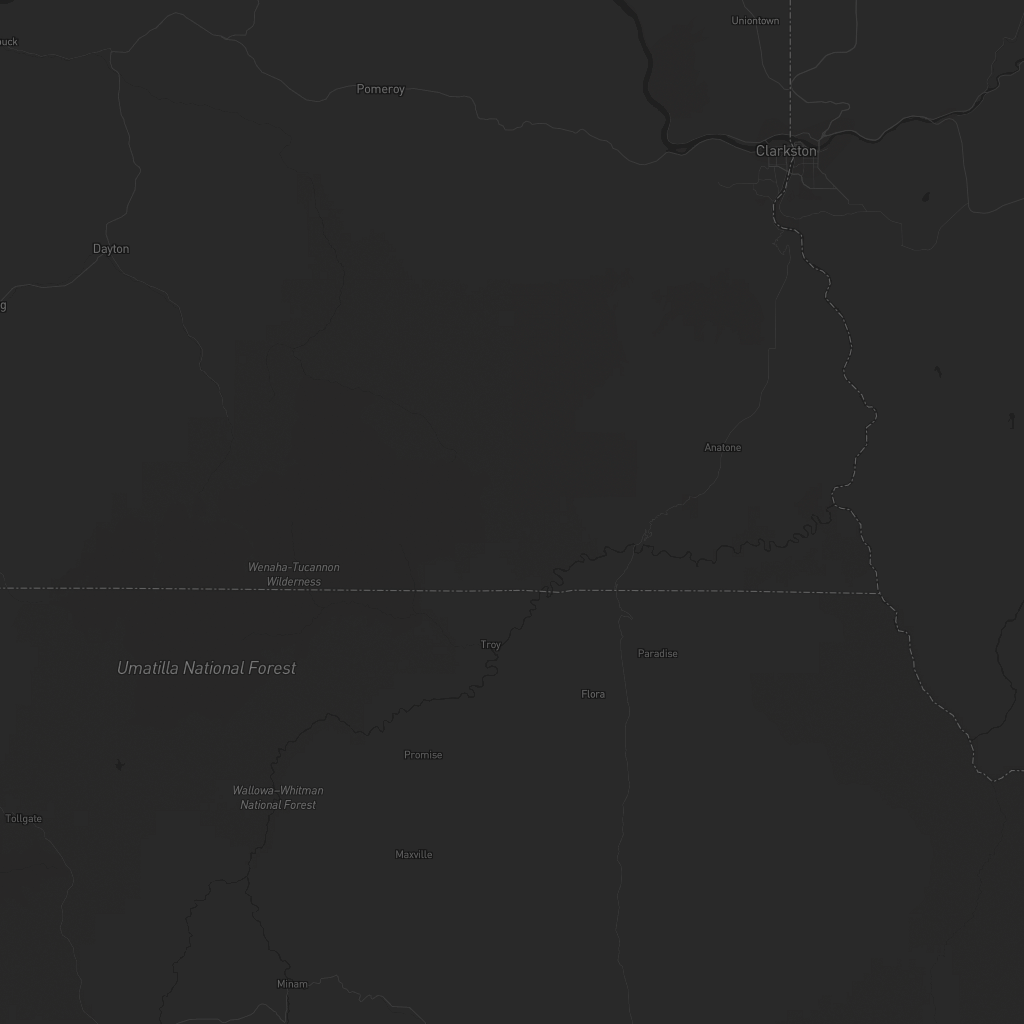 Uniontown
uck
Pomeroy
Clarkston
Dayton
g
Anatone
Wenaha-Tucannon
Wilderness
Troy
Paradise
Umatilla National Forest
Flora
Promise
Wallowa-Whitman
National Forest
Tollgate
Maxville
Minam